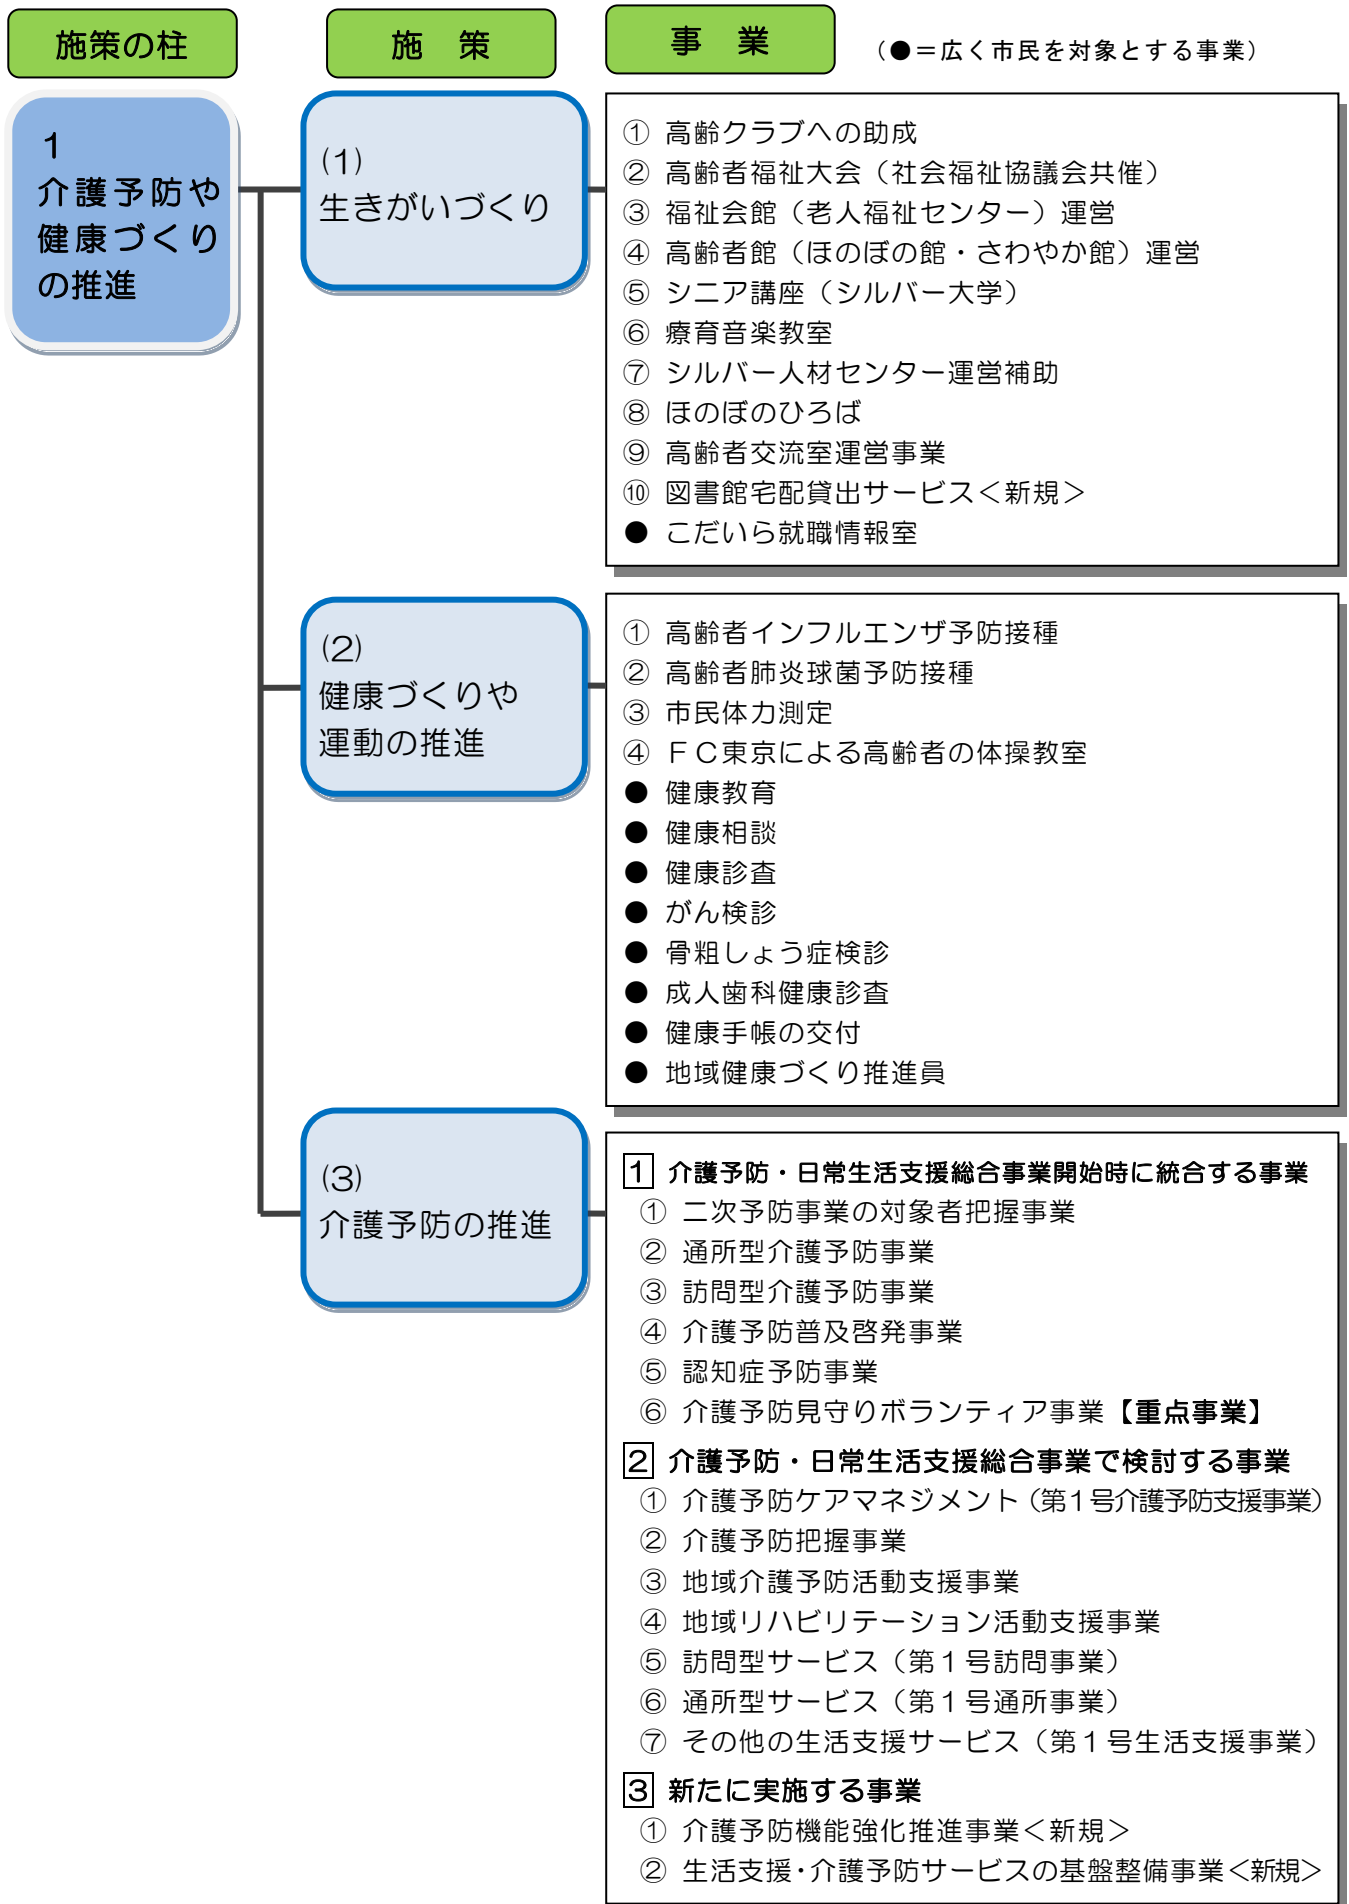 施策の柱
施　策
事　業
（●＝広く市民を対象とする事業）
1
介護予防や
健康づくり
の推進
(1)
生きがいづくり
① 高齢クラブへの助成
② 高齢者福祉大会（社会福祉協議会共催）
③ 福祉会館（老人福祉センター）運営
④ 高齢者館（ほのぼの館・さわやか館）運営
⑤ シニア講座（シルバー大学）
⑥ 療育音楽教室
⑦ シルバー人材センター運営補助
⑧ ほのぼのひろば
⑨ 高齢者交流室運営事業
⑩ 図書館宅配貸出サービス＜新規＞
● こだいら就職情報室
(2)
健康づくりや
運動の推進
① 高齢者インフルエンザ予防接種
② 高齢者肺炎球菌予防接種
③ 市民体力測定
④ ＦＣ東京による高齢者の体操教室
● 健康教育
● 健康相談
● 健康診査
● がん検診
● 骨粗しょう症検診
● 成人歯科健康診査
● 健康手帳の交付
● 地域健康づくり推進員
(3)
介護予防の推進
1 介護予防・日常生活支援総合事業開始時に統合する事業
① 二次予防事業の対象者把握事業
② 通所型介護予防事業
③ 訪問型介護予防事業
④ 介護予防普及啓発事業
⑤ 認知症予防事業
⑥ 介護予防見守りボランティア事業【重点事業】
2 介護予防・日常生活支援総合事業で検討する事業
① 介護予防ケアマネジメント（第１号介護予防支援事業）
② 介護予防把握事業
③ 地域介護予防活動支援事業
④ 地域リハビリテーション活動支援事業
⑤ 訪問型サービス（第１号訪問事業）
⑥ 通所型サービス（第１号通所事業）
⑦ その他の生活支援サービス（第１号生活支援事業）
3 新たに実施する事業
① 介護予防機能強化推進事業＜新規＞
② 生活支援・介護予防サービスの基盤整備事業＜新規＞